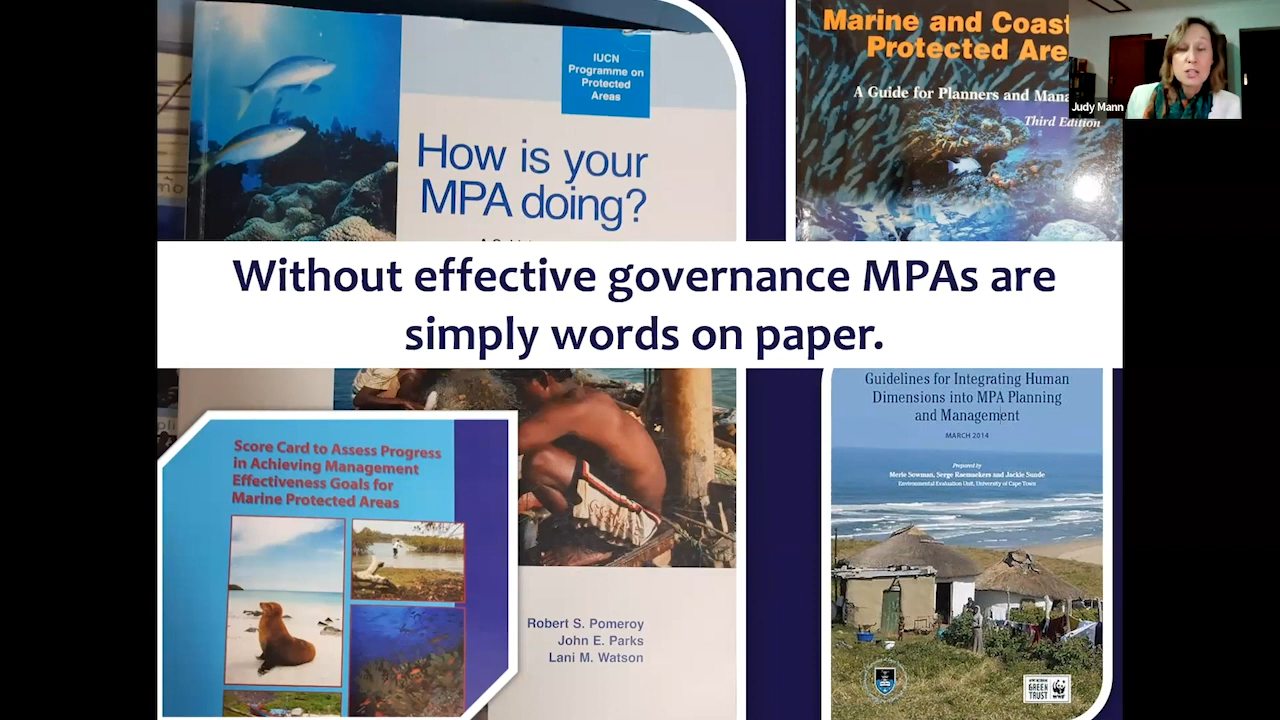 IUCN
Programme on
Protected
Areas
How is your
MPA doing?
Marine and Coast
Protected Are
A Guide for Planners and Mana
Third Edition
Judy Mann
Without effective governance MPAs are
simply words on paper.
Score Card to Assess Progress
in Achieving Management
Effectiveness Goals for
Marine Protected Areas
Robert S. Pomeroy
John E. Parks
Lani M. Watson
Guidelines for Integrating Human
Dimensions into MPA Planning
and Management
MARCH 2014
Prepared by
Merle Sowman, Serge Raemaekers and Jackie Sunde
Environmental Evaluation Unit, University of Cape Town
GREEN
TRUST
WWF